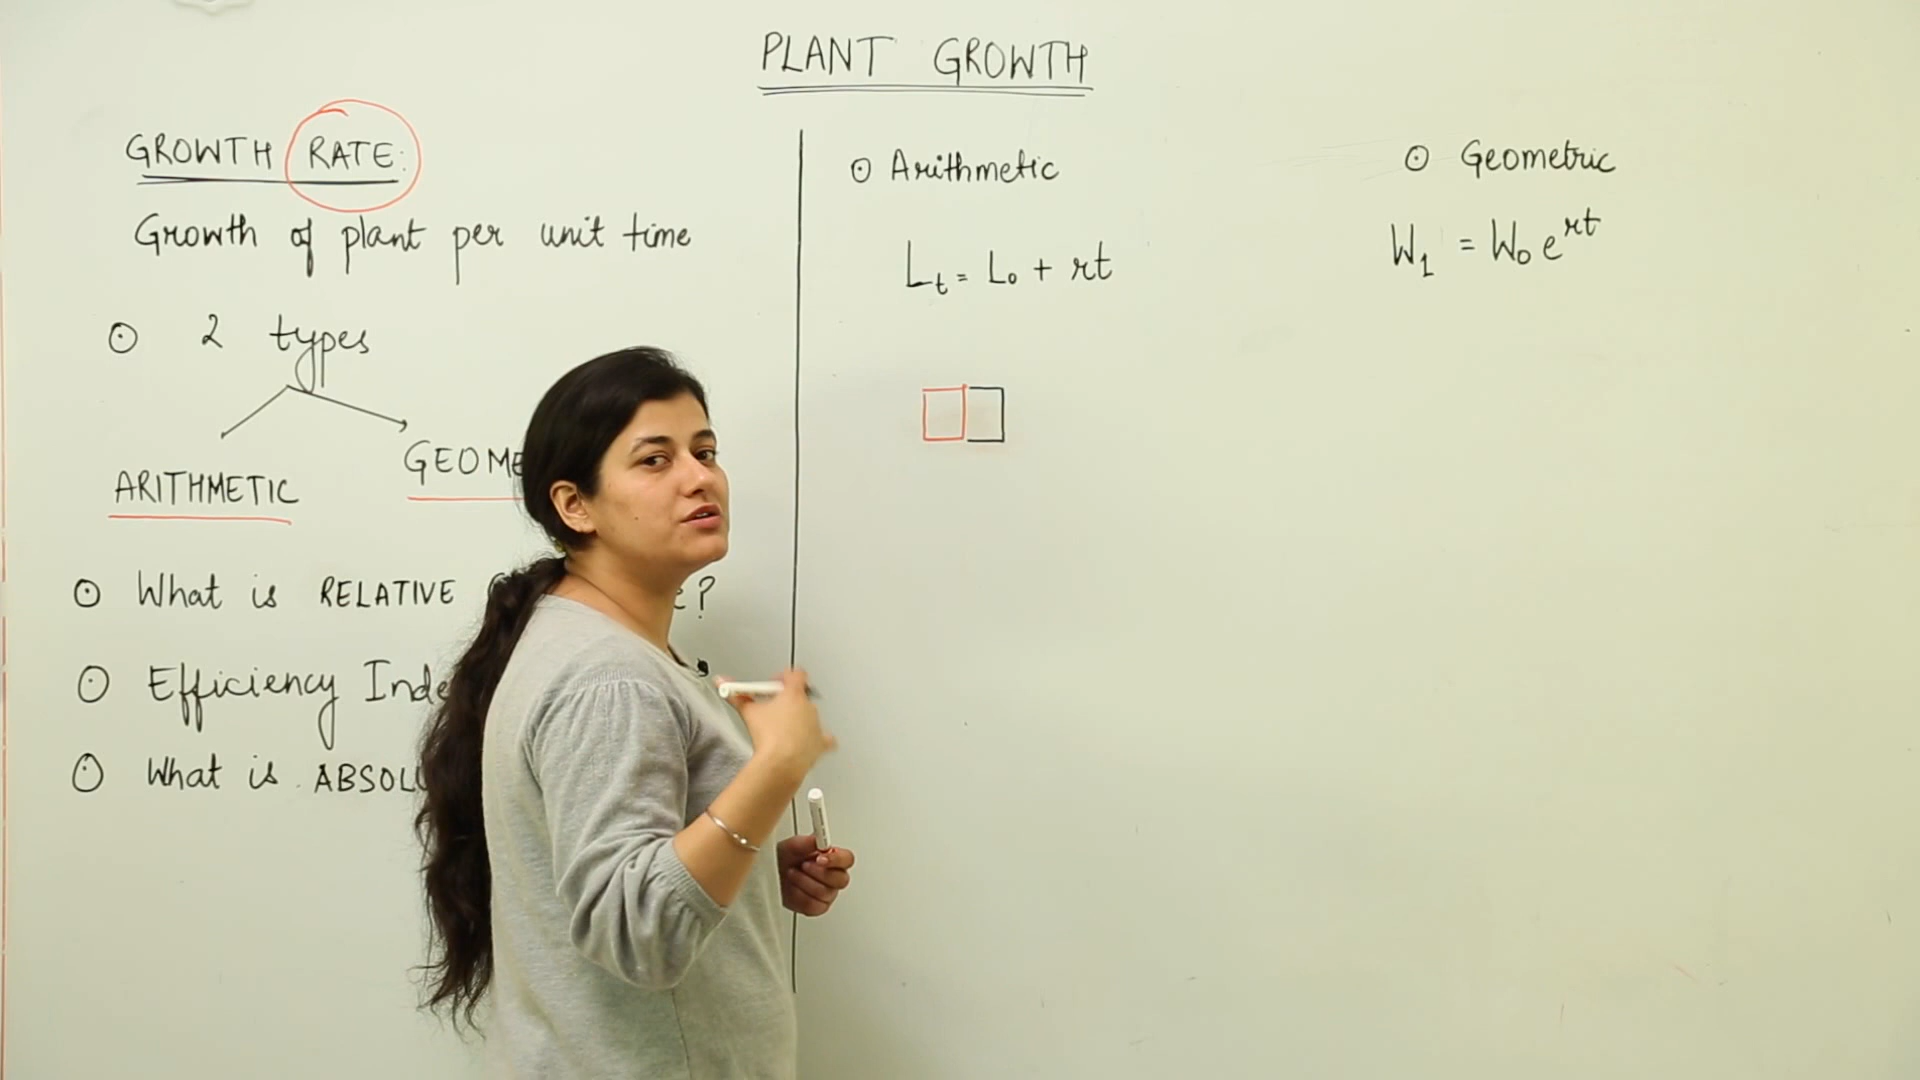 PLANT GROWTH
GROWTH RATE:
Growth of plant per unit time
⊙ 2 types
ARITHMETIC
⊙ What is RELATIVE
⊙ Efficiency
⊙ What is
⊙ Arithmetic
Lt = L0 + rt
⊙ Geometric
W1 = W0 e^rt